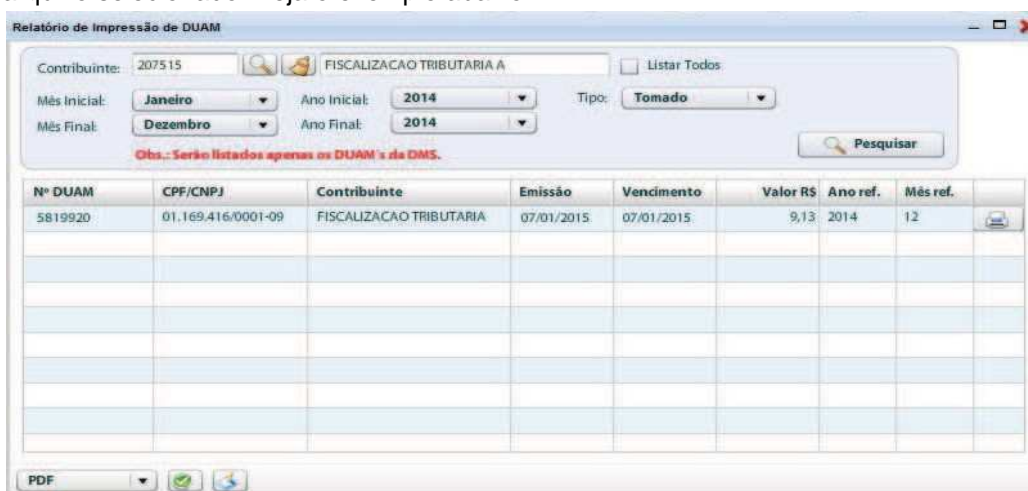 Relatório de Impressão de DUAM
Contribuinte: 207515 FISCALIZACAO TRIBUTARIA A Listar Todos
Mês Inicial: Janeiro Ano Inicial: 2014 Tipo: Tomado
Mês Final: Dezembro Ano Final: 2014
Pesquisar
Obs.: Serão listados apenas os DUAM's da DMS.
Nº DUAM CPF/CNPJ Contribuinte Emissão Vencimento Valor R$ Ano ref. Mês ref.
5819920 01.169.416/0001-09 FISCALIZACAO TRIBUTARIA 07/01/2015 07/01/2015 9,13 2014 12
PDF